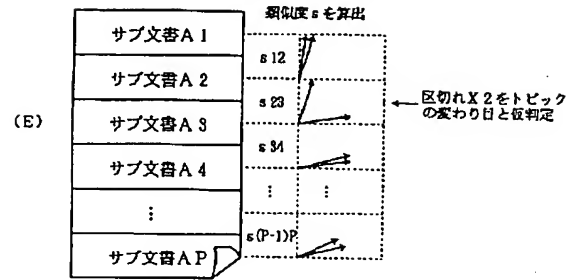 類似度sを算出
サブ文書A1
s12
サブ文書A2
s23
区切れX2をトピック
の変わり目と仮判定
(E)
サブ文書A3
s34
サブ文書A4
⋮ ⋮ ⋮
s(P-1)P
サブ文書AP